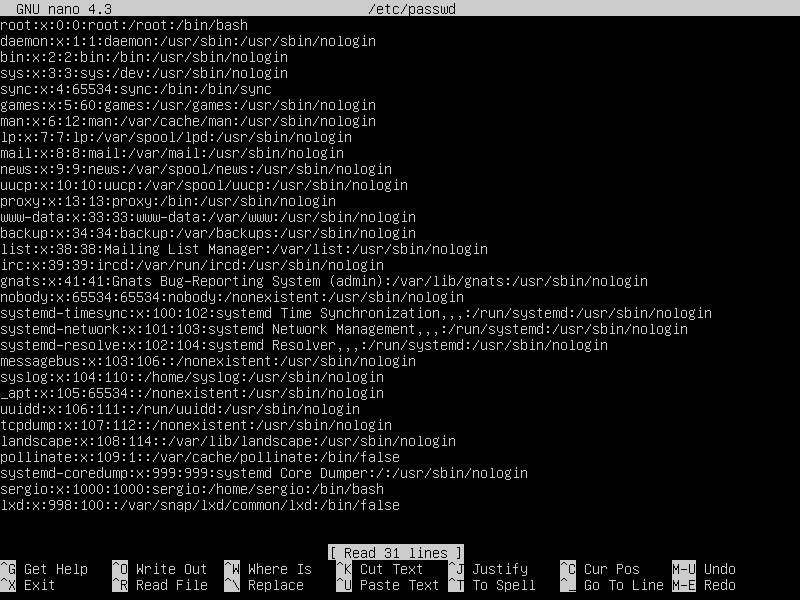 GNU nano 4.3 /etc/passwd
root:x:0:0:root:/root:/bin/bash
daemon:x:1:1:daemon:/usr/sbin:/usr/sbin/nologin
bin:x:2:2:bin:/bin:/usr/sbin/nologin
sys:x:3:3:sys:/dev:/usr/sbin/nologin
sync:x:4:65534:sync:/bin:/bin/sync
games:x:5:60:games:/usr/games:/usr/sbin/nologin
man:x:6:12:man:/var/cache/man:/usr/sbin/nologin
lp:x:7:7:lp:/var/spool/lpd:/usr/sbin/nologin
mail:x:8:8:mail:/var/mail:/usr/sbin/nologin
news:x:9:9:news:/var/spool/news:/usr/sbin/nologin
uucp:x:10:10:uucp:/var/spool/uucp:/usr/sbin/nologin
proxy:x:13:13:proxy:/bin:/usr/sbin/nologin
www-data:x:33:33:www-data:/var/www:/usr/sbin/nologin
backup:x:34:34:backup:/var/backups:/usr/sbin/nologin
list:x:38:38:Mailing List Manager:/var/list:/usr/sbin/nologin
irc:x:39:39:ircd:/var/run/ircd:/usr/sbin/nologin
gnats:x:41:41:Gnats Bug-Reporting System (admin):/var/lib/gnats:/usr/sbin/nologin
nobody:x:65534:65534:nobody:/nonexistent:/usr/sbin/nologin
systemd-timesync:x:100:102:systemd Time Synchronization,,,:/run/systemd:/usr/sbin/nologin
systemd-network:x:101:103:systemd Network Management,,,:/run/systemd:/usr/sbin/nologin
systemd-resolve:x:102:104:systemd Resolver,,,:/run/systemd:/usr/sbin/nologin
messagebus:x:103:106::/nonexistent:/usr/sbin/nologin
syslog:x:104:110::/home/syslog:/usr/sbin/nologin
_apt:x:105:65534::/nonexistent:/usr/sbin/nologin
uuidd:x:106:111::/run/uuidd:/usr/sbin/nologin
tcpdump:x:107:112::/nonexistent:/usr/sbin/nologin
landscape:x:108:114::/var/lib/landscape:/usr/sbin/nologin
pollinate:x:109:1::/var/cache/pollinate:/bin/false
systemd-coredump:x:999:999:systemd Core Dumper:/:/usr/sbin/nologin
sergio:x:1000:1000:sergio:/home/sergio:/bin/bash
lxd:x:998:100::/var/snap/lxd/common/lxd:/bin/false
[ Read 31 lines ]
^G Get Help ^O Write Out ^W Where Is ^K Cut Text ^J Justify ^C Cur Pos M-U Undo
^X Exit ^R Read File ^\ Replace ^U Paste Text ^T To Spell ^_ Go To Line M-E Redo